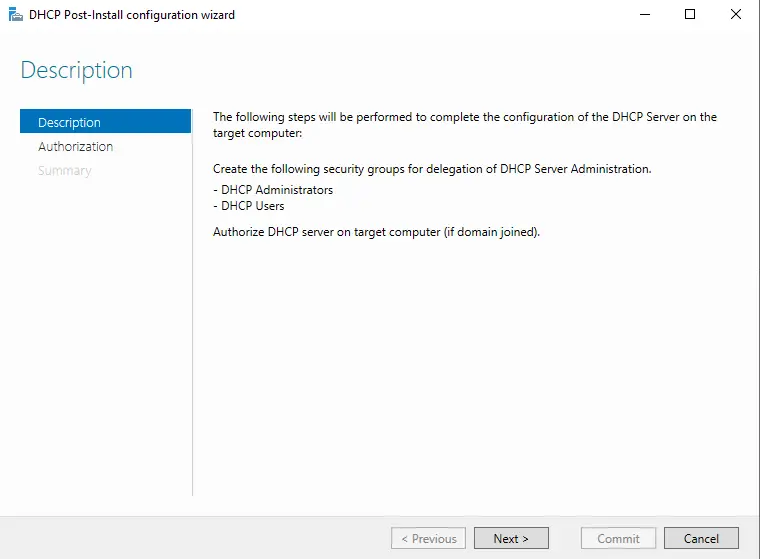 DHCP Post-Install configuration wizard
Description
Description
Authorization
Summary
The following steps will be performed to complete the configuration of the DHCP Server on the
target computer:
Create the following security groups for delegation of DHCP Server Administration.
- DHCP Administrators
- DHCP Users
Authorize DHCP server on target computer (if domain joined).
< Previous
Next >
Commit
Cancel